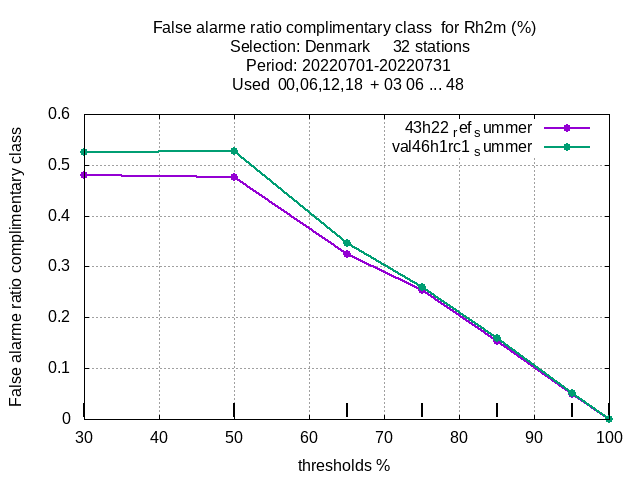 False alarme ratio complimentary class  for Rh2m (%)
Selection: Denmark     32 stations
Period: 20220701-20220731
Used  00,06,12,18  + 03 06 ... 48
43h22 ref summer
val46h1rc1 summer
False alarme ratio complimentary class
0.6
0.5
0.4
0.3
0.2
0.1
0
30 40 50 60 70 80 90 100
thresholds %